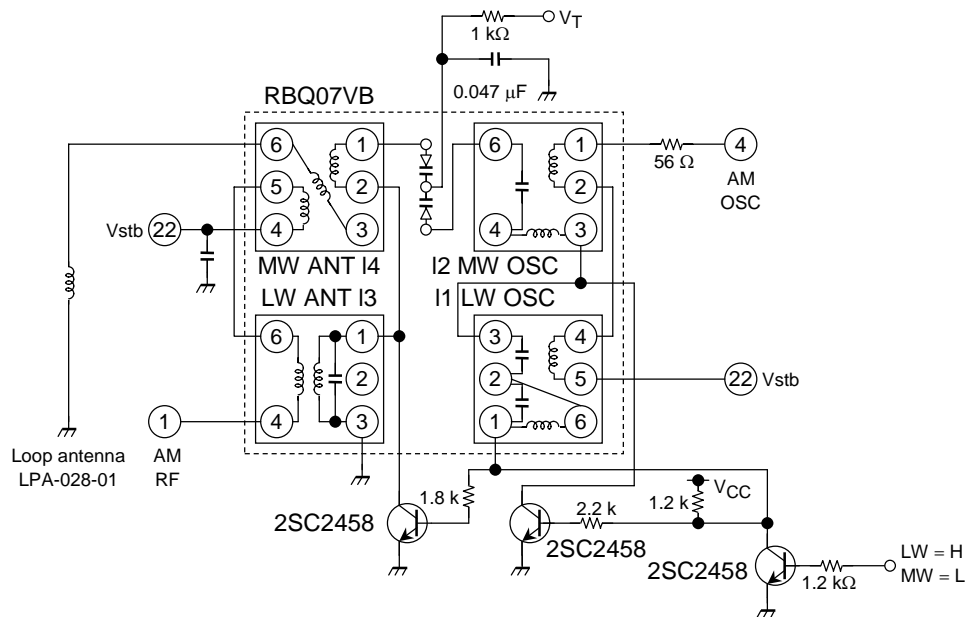 V_T
1 kΩ
0.047 μF
RBQ07VB
6 1 6 1 56 Ω 4
5 2 2 AM
OSC
Vstb 22 4 3 4 3
MW ANT I4 I2 MW OSC
LW ANT I3 I1 LW OSC
6 1 3 4
2 2 5 22 Vstb
1 4 3 1 6
Loop antenna
LPA-028-01
AM
RF
1.8 k
V_CC
1.2 k
2.2 k
2SC2458
2SC2458
2SC2458
1.2 kΩ
LW = H
MW = L